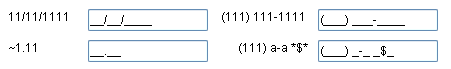 11/11/1111 __/__/____ (111) 111-1111 (___) ___-____
~1.11 __.__ (111) a-a *$* (___) _-_ _$_